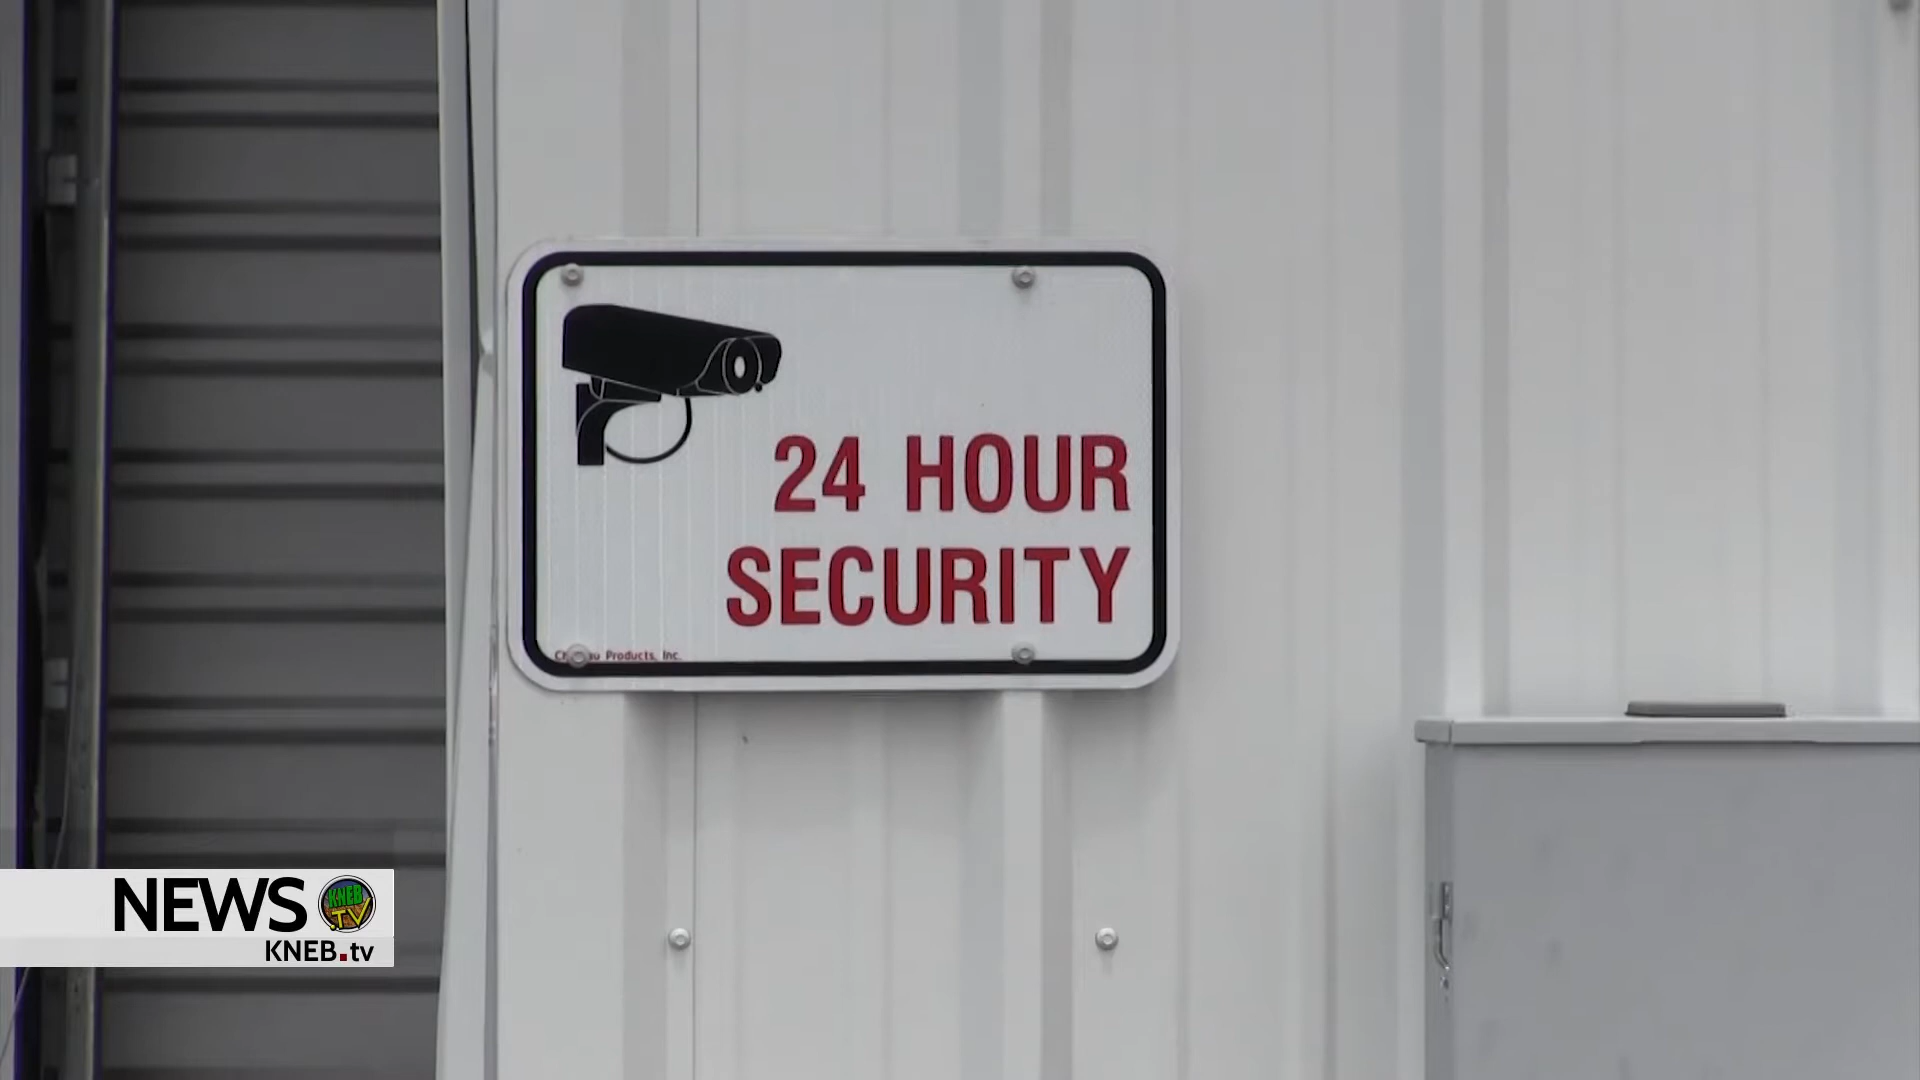 24 HOUR
SECURITY
Products, Inc.
NEWS
KNEB
.TV
KNEB.tv